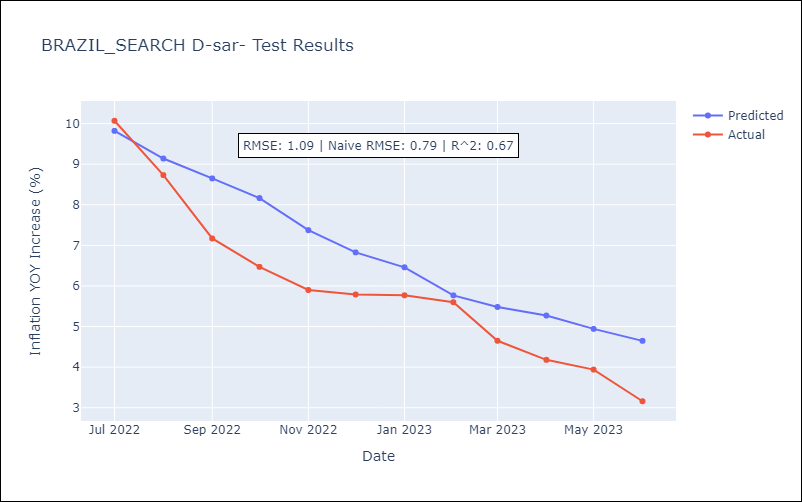 BRAZIL_SEARCH D-sar- Test Results
Predicted
Actual
RMSE: 1.09 | Naive RMSE: 0.79 | R^2: 0.67
Inflation YOY Increase (%)
10
9
8
7
6
5
4
3
Jul 2022 Sep 2022 Nov 2022 Jan 2023 Mar 2023 May 2023
Date